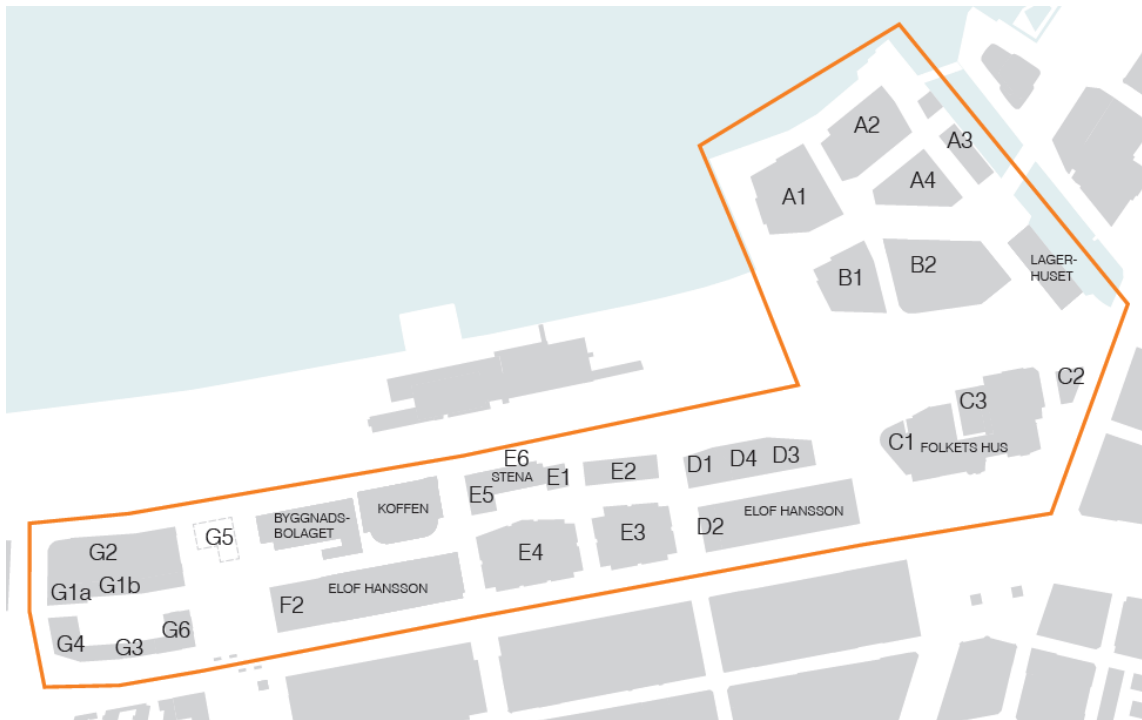 A2
A3
A4
A1
B2
LAGER-
HUSET
B1
C2
C3
C1
FOLKETS HUS
E6
STENA
E1
E2
D1
D4
D3
E5
KOFFEN
BYGGNADS-
BOLAGET
ELOF HANSSON
D2
G5
E3
E4
G2
G1a
G1b
ELOF HANSSON
F2
G6
G4
G3